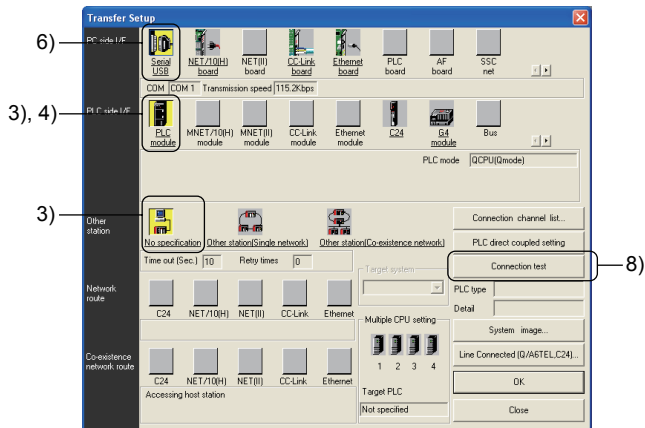 Transfer Setup
6)
PC side I/F
Serial USB
NET/10(H) board
NET(II) board
CC-Link board
Ethernet board
PLC board
AF board
SSC net
COM COM 1 Transmission speed 115.2Kbps
3), 4)
PLC side I/F
PLC module
MNET/10(H) module
MNET(II) module
CC-Link module
Ethernet module
C24
G4 module
Bus
PLC mode QCPU(Qmode)
3)
Other station
No specification
Other station(Single network)
Other station(Co-existence network)
Connection channel list...
PLC direct coupled setting
Time out (Sec.) 10 Retry times 0
Target system
Connection test
8)
Network route
C24 NET/10(H) NET(II) CC-Link Ethernet
PLC type
Detail
Multiple CPU setting
1 2 3 4
System image...
Line Connected (Q/A6TEL,C24)...
Co-existence network route
C24 NET/10(H) NET(II) CC-Link Ethernet
Accessing host station
Target PLC
Not specified
OK
Close